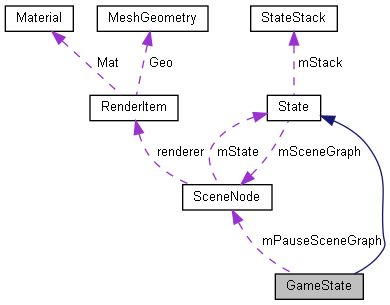 Material
MeshGeometry
StateStack
Mat
Geo
mStack
RenderItem
State
renderer
mState
mSceneGraph
SceneNode
mPauseSceneGraph
GameState